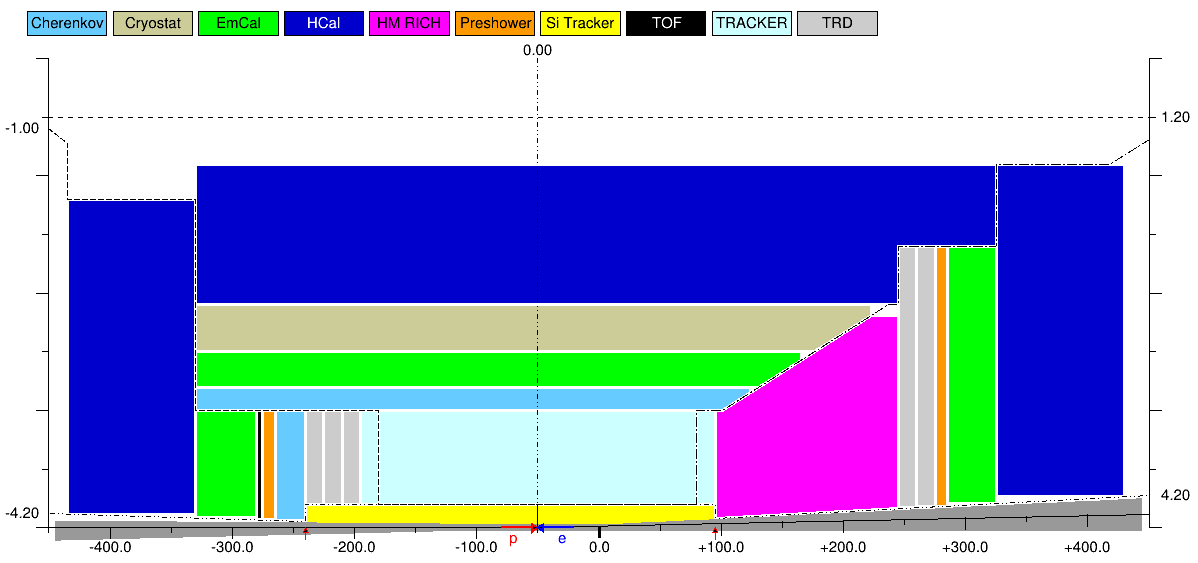 Cherenkov Cryostat EmCal HCal HM RICH Preshower Si Tracker TOF TRACKER TRD
0.00
-1.00
1.20
-4.20
4.20
p e
-400.0 -300.0 -200.0 -100.0 0.0 +100.0 +200.0 +300.0 +400.0